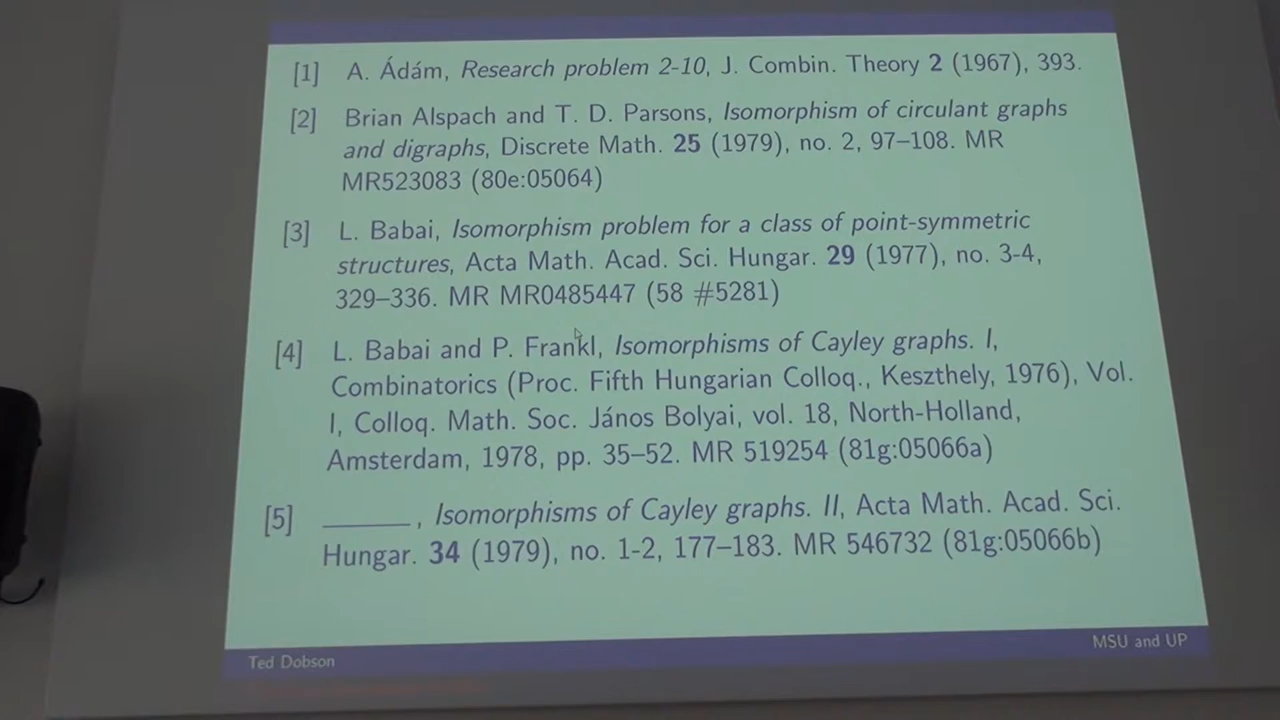 [1] A. Ádám, Research problem 2-10, J. Combin. Theory 2 (1967), 393.
[2] Brian Alspach and T. D. Parsons, Isomorphism of circulant graphs
and digraphs, Discrete Math. 25 (1979), no. 2, 97–108. MR
MR523083 (80e:05064)
[3] L. Babai, Isomorphism problem for a class of point-symmetric
structures, Acta Math. Acad. Sci. Hungar. 29 (1977), no. 3-4,
329–336. MR MR0485447 (58 #5281)
[4] L. Babai and P. Frankl, Isomorphisms of Cayley graphs. I,
Combinatorics (Proc. Fifth Hungarian Colloq., Keszthely, 1976), Vol.
I, Colloq. Math. Soc. János Bolyai, vol. 18, North-Holland,
Amsterdam, 1978, pp. 35–52. MR 519254 (81g:05066a)
[5] ______, Isomorphisms of Cayley graphs. II, Acta Math. Acad. Sci.
Hungar. 34 (1979), no. 1-2, 177–183. MR 546732 (81g:05066b)
Ted Dobson
MSU and UP